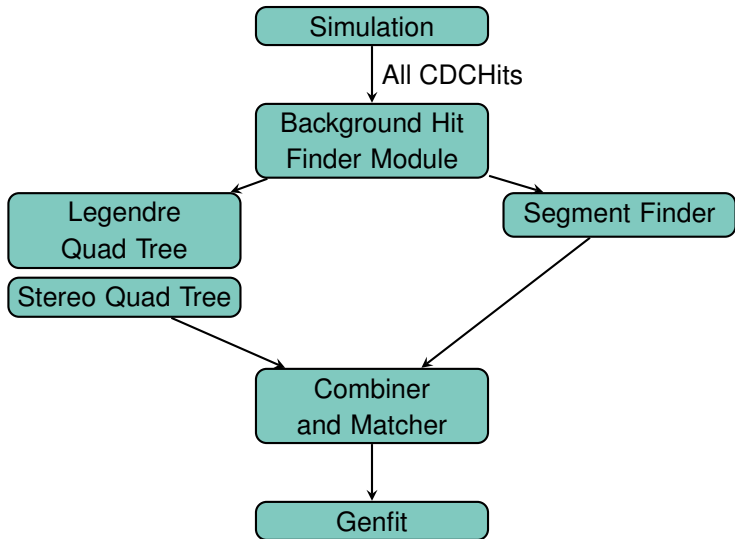 Simulation
All CDCHits
Background Hit
Finder Module
Legendre
Quad Tree
Segment Finder
Stereo Quad Tree
Combiner
and Matcher
Genfit